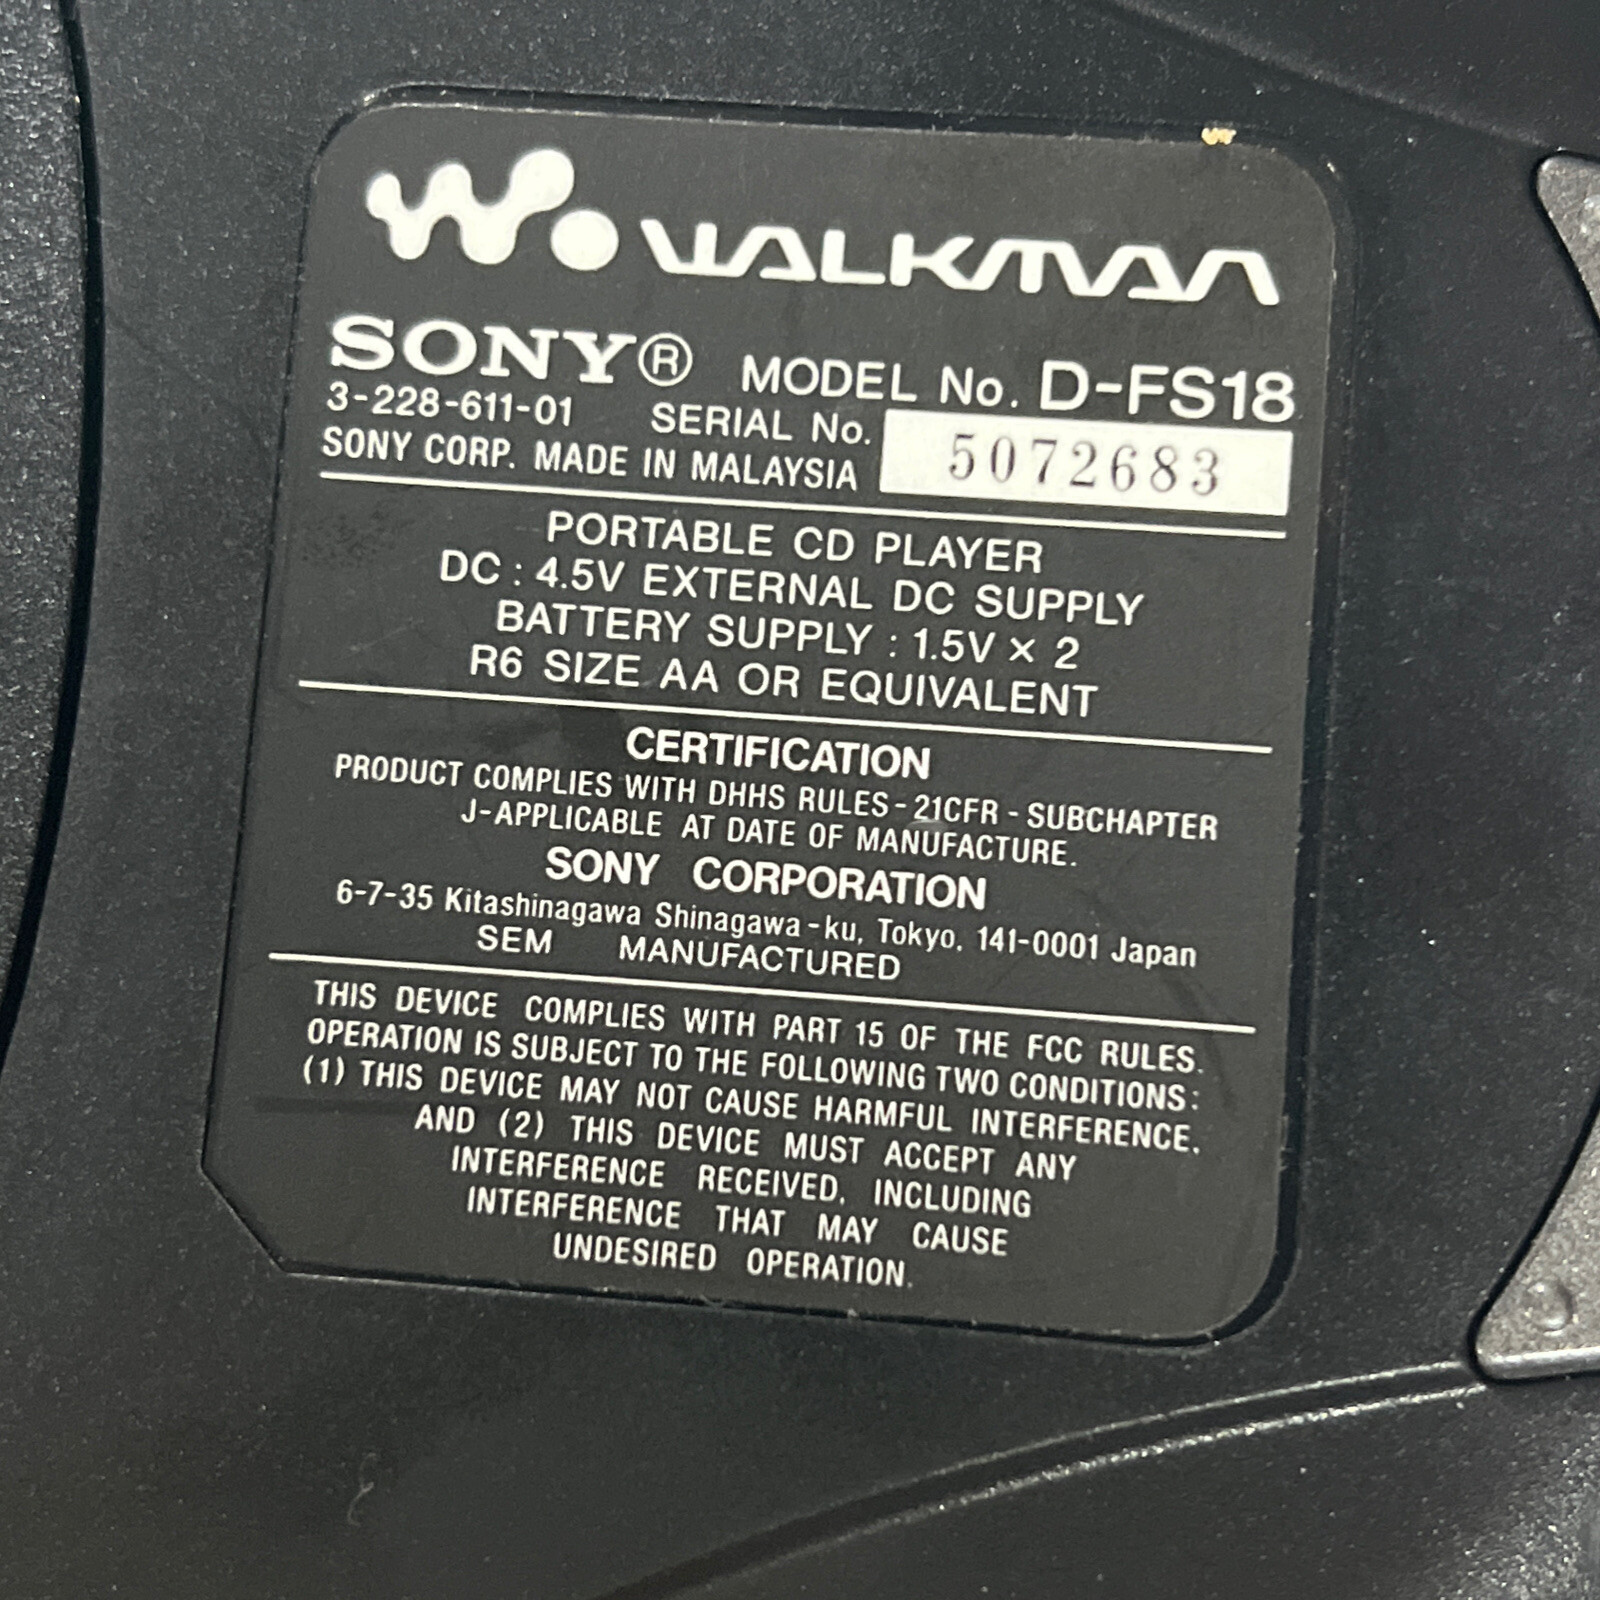 WALKMAN
SONY® MODEL No. D-FS18
3-228-611-01 SERIAL No. 5072683
SONY CORP. MADE IN MALAYSIA
PORTABLE CD PLAYER
DC : 4.5V EXTERNAL DC SUPPLY
BATTERY SUPPLY : 1.5V × 2
R6 SIZE AA OR EQUIVALENT
CERTIFICATION
PRODUCT COMPLIES WITH DHHS RULES - 21CFR - SUBCHAPTER
J-APPLICABLE AT DATE OF MANUFACTURE.
SONY CORPORATION
6-7-35 Kitashinagawa Shinagawa-ku, Tokyo, 141-0001 Japan
SEM MANUFACTURED
THIS DEVICE COMPLIES WITH PART 15 OF THE FCC RULES.
OPERATION IS SUBJECT TO THE FOLLOWING TWO CONDITIONS:
(1) THIS DEVICE MAY NOT CAUSE HARMFUL INTERFERENCE,
AND (2) THIS DEVICE MUST ACCEPT ANY
INTERFERENCE RECEIVED, INCLUDING
INTERFERENCE THAT MAY CAUSE
UNDESIRED OPERATION.